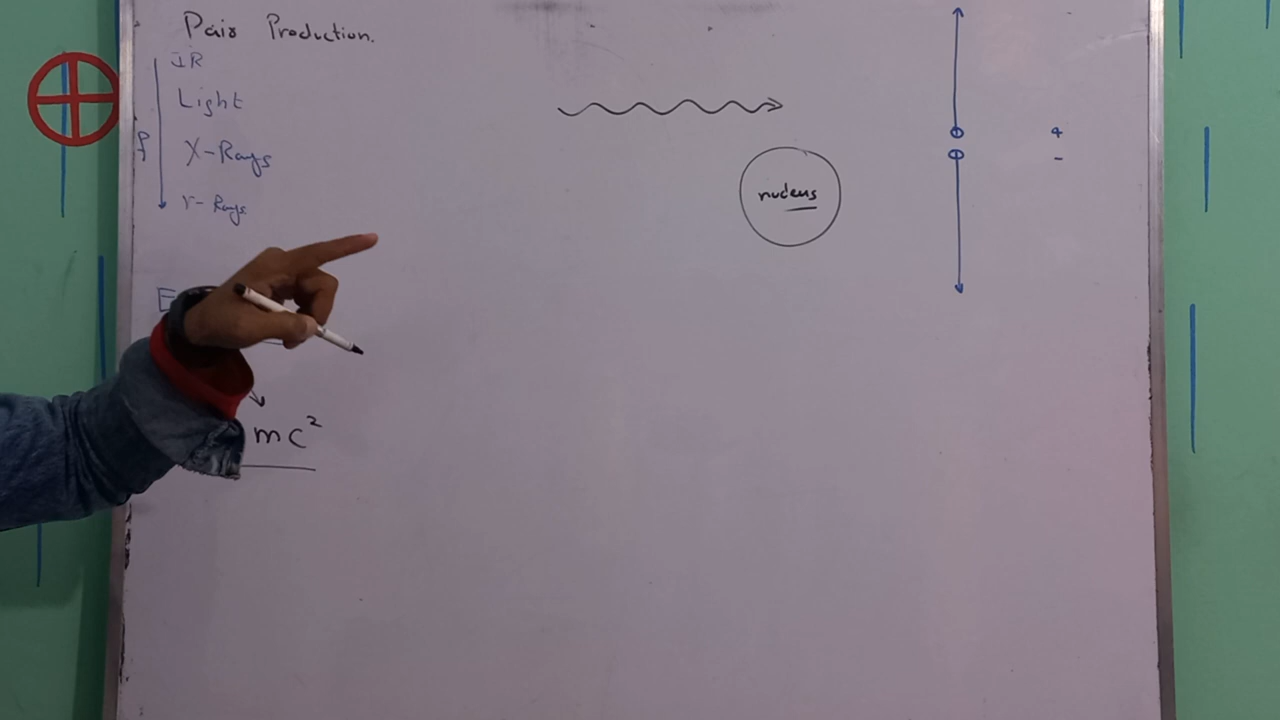 Pair Production.
IR
Light
f
X-Rays
γ-Rays
nucleus
+
-
E
mc²